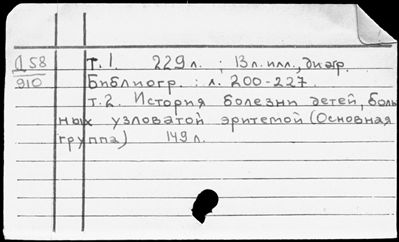 Д 58
910
т. 1. 229 л. ; 13 л. илл., диагр.
Библиогр. : л. 200-227.
т. 2. История болезни детей, боль
ных узловатой эритемой (Основная
группа) 149 л.